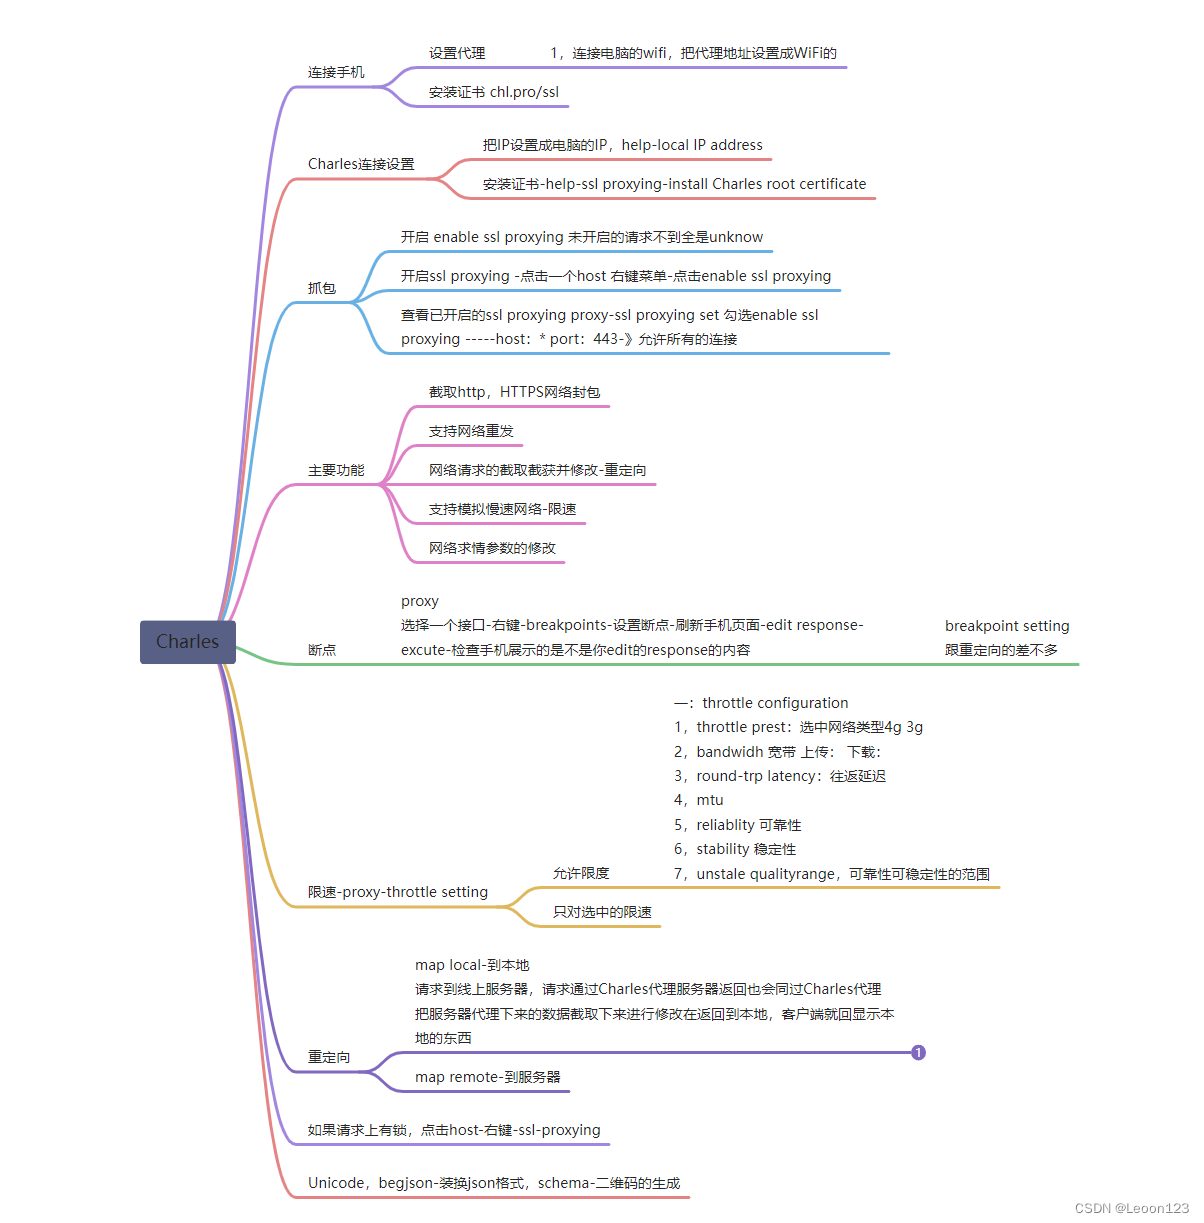 设置代理
1，连接电脑的wifi，把代理地址设置成WiFi的
连接手机
安装证书 chl.pro/ssl
把IP设置成电脑的IP，help-local IP address
Charles连接设置
安装证书-help-ssl proxying-install Charles root certificate
开启 enable ssl proxying 未开启的请求不到全是unknow
开启ssl proxying -点击一个host 右键菜单-点击enable ssl proxying
抓包
查看已开启的ssl proxying proxy-ssl proxying set 勾选enable ssl
proxying -----host：* port：443-》允许所有的连接
截取http，HTTPS网络封包
支持网络重发
主要功能
网络请求的截取截获并修改-重定向
支持模拟慢速网络-限速
网络求情参数的修改
Charles
proxy
选择一个接口-右键-breakpoints-设置断点-刷新手机页面-edit response-
excute-检查手机展示的是不是你edit的response的内容
断点
breakpoint setting
跟重定向的差不多
一：throttle configuration
1，throttle prest：选中网络类型4g 3g
2，bandwidh 宽带 上传： 下载：
3，round-trp latency：往返延迟
4，mtu
5，reliablity 可靠性
6，stability 稳定性
7，unstale qualityrange，可靠性可稳定性的范围
允许限度
限速-proxy-throttle setting
只对选中的限速
map local-到本地
请求到线上服务器，请求通过Charles代理服务器返回也会同过Charles代理
把服务器代理下来的数据截取下来进行修改在返回到本地，客户端就回显示本
地的东西
1
重定向
map remote-到服务器
如果请求上有锁，点击host-右键-ssl-proxying
Unicode，begjson-装换json格式，schema-二维码的生成
CSDN @Leoon123